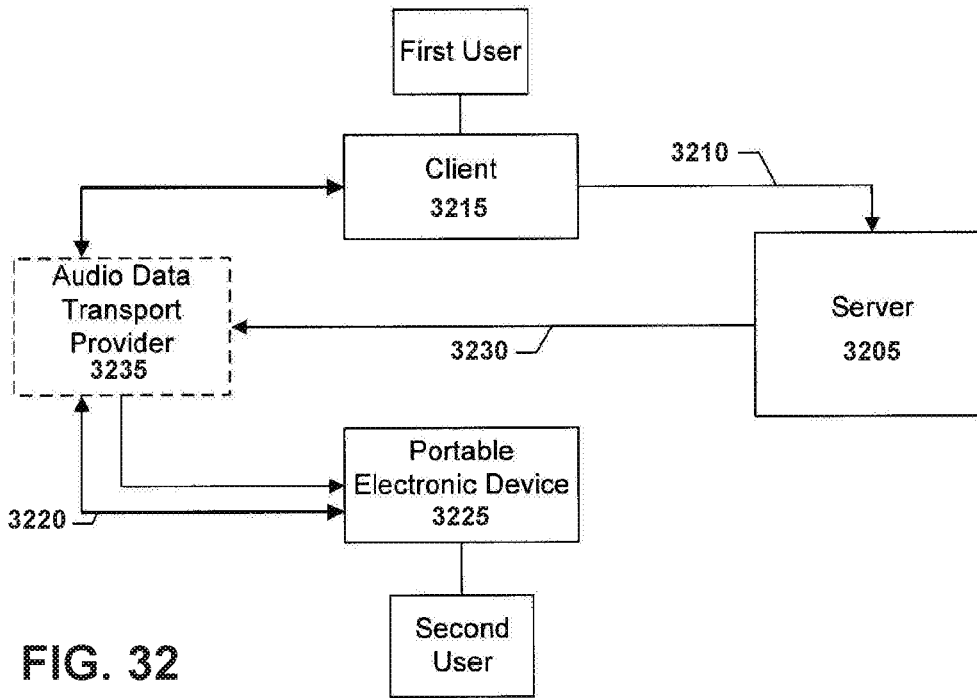 First User
Client
3215
3210
Audio Data
Transport
Provider
3235
3230
Server
3205
Portable
Electronic Device
3225
3220
Second
User
FIG. 32